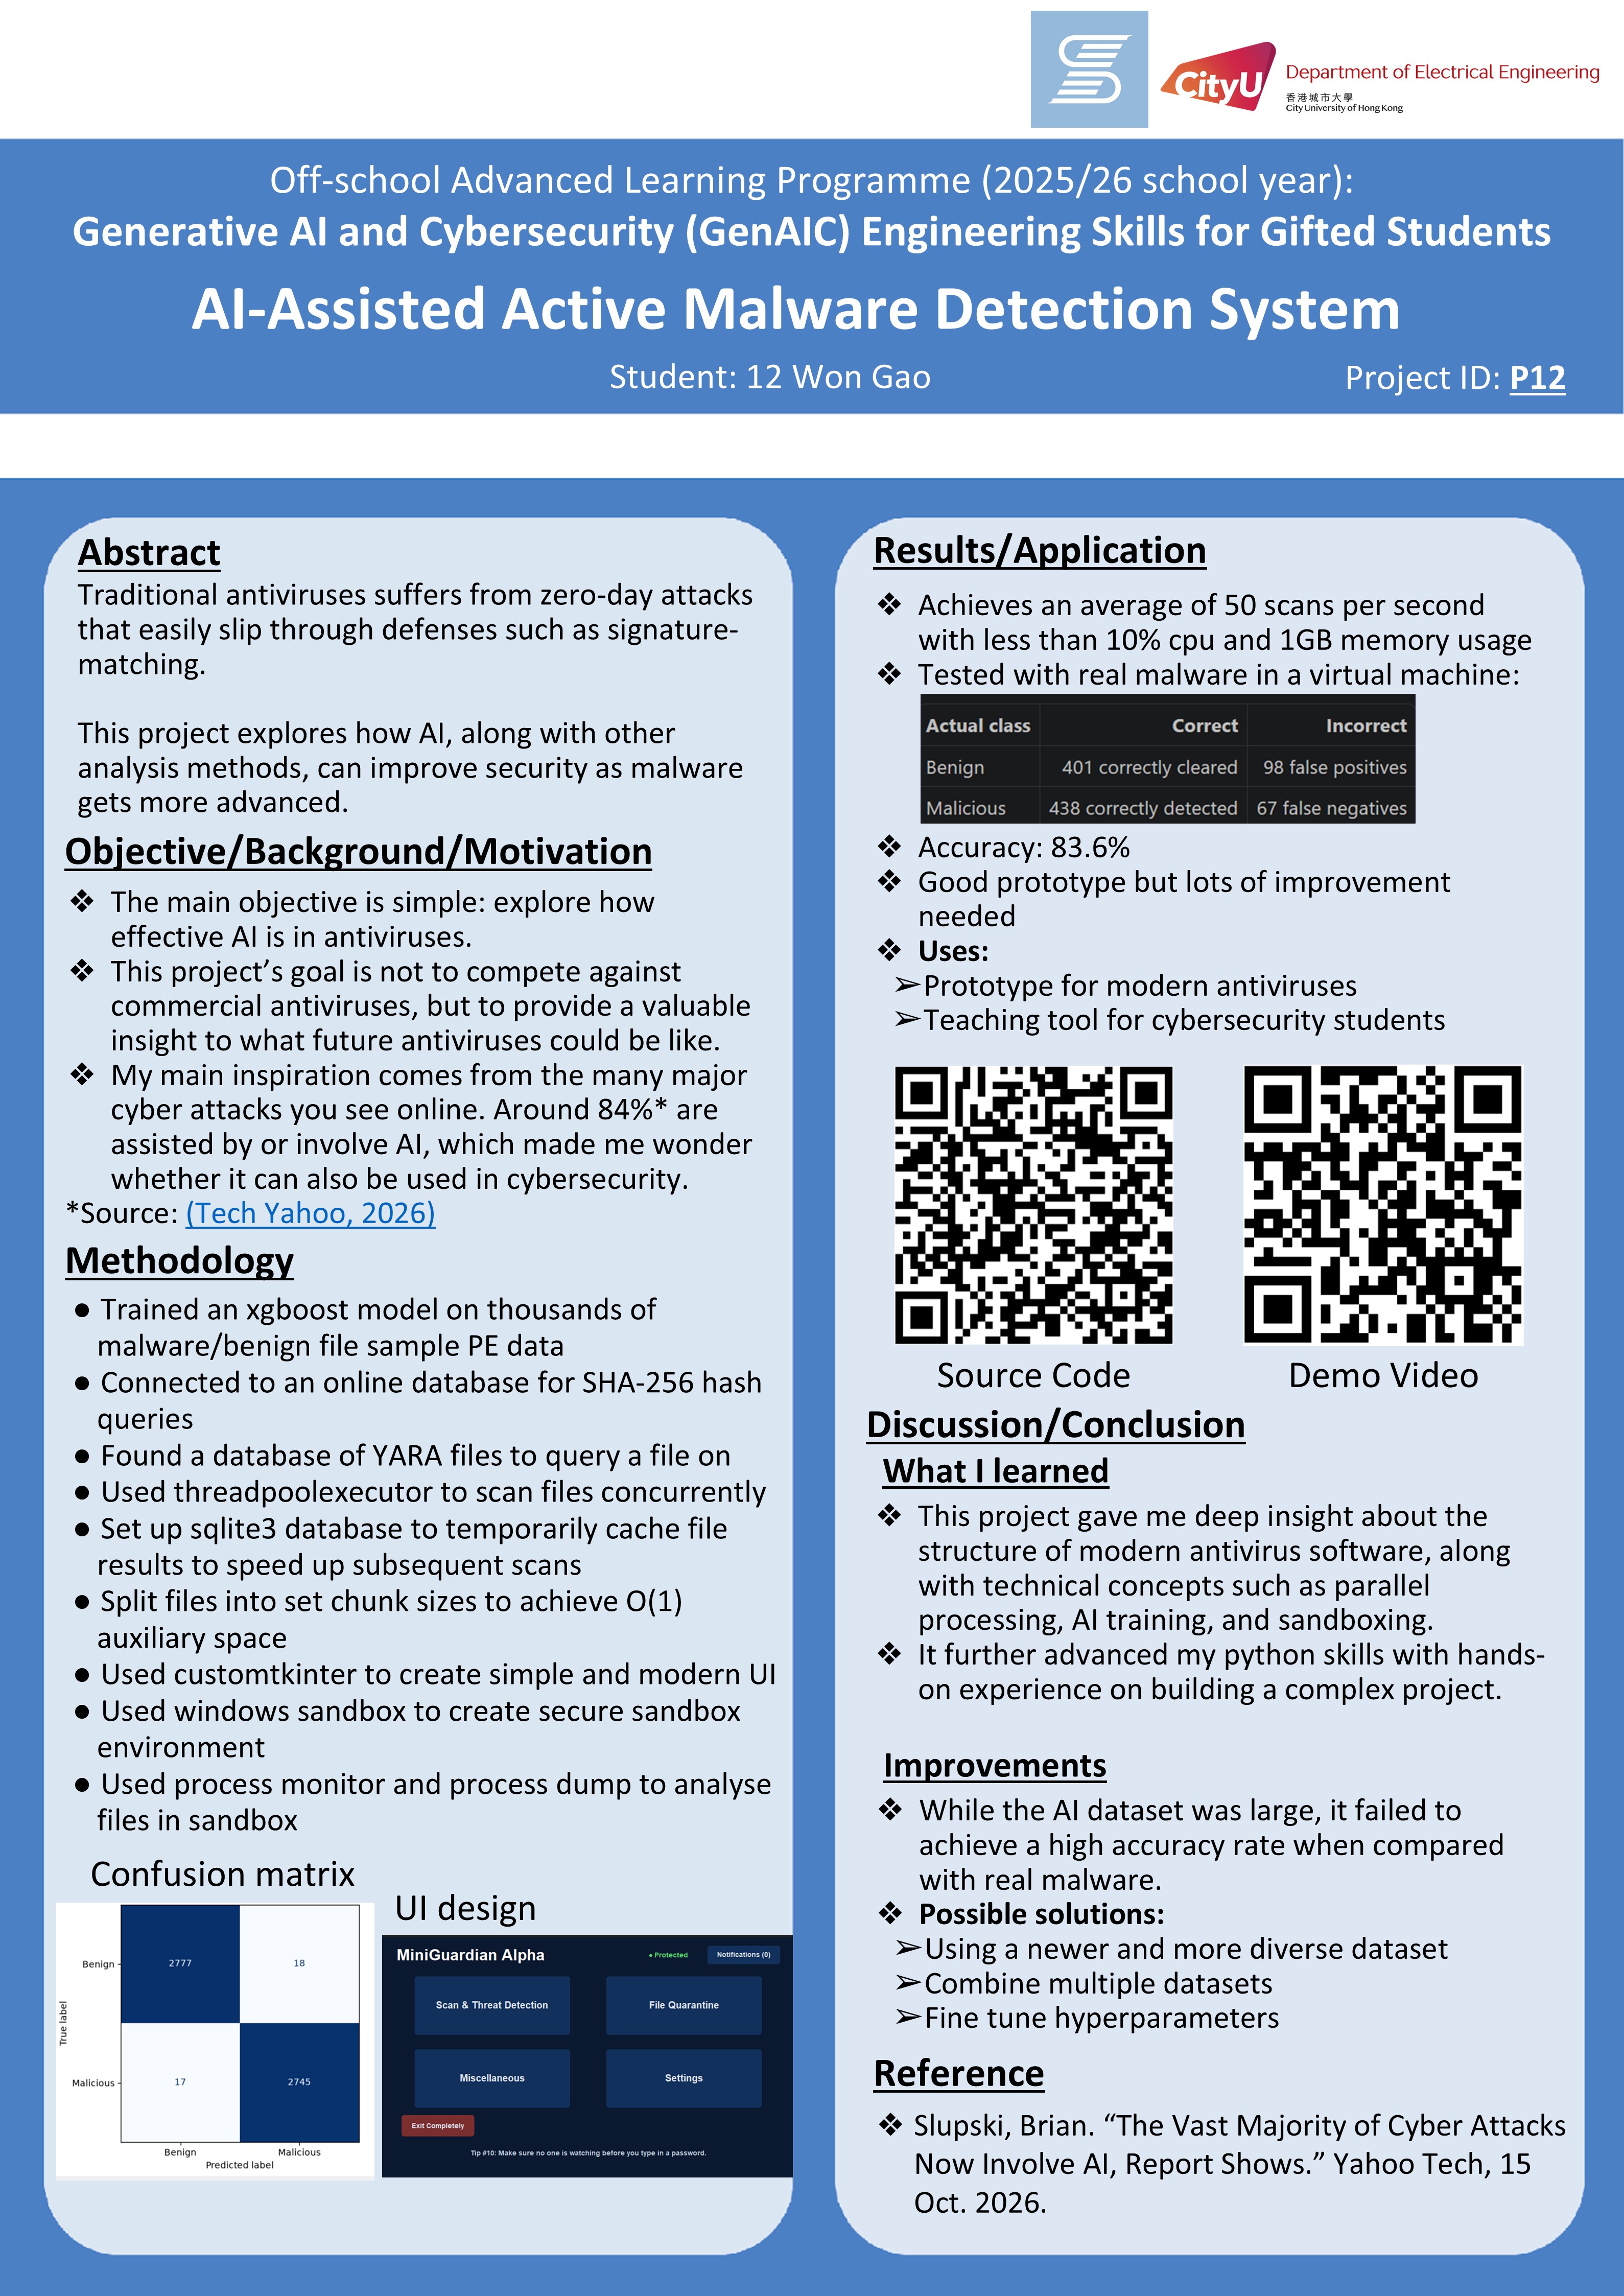 CityU
Department of Electrical Engineering
香港城市大學
City University of Hong Kong
Off-school Advanced Learning Programme (2025/26 school year):
Generative AI and Cybersecurity (GenAIC) Engineering Skills for Gifted Students
AI-Assisted Active Malware Detection System
Student: 12 Won Gao
Project ID: P12
Abstract
Traditional antiviruses suffers from zero-day attacks
that easily slip through defenses such as signature-
matching.
This project explores how AI, along with other
analysis methods, can improve security as malware
gets more advanced.
Objective/Background/Motivation
❖ The main objective is simple: explore how
effective AI is in antiviruses.
❖ This project’s goal is not to compete against
commercial antiviruses, but to provide a valuable
insight to what future antiviruses could be like.
❖ My main inspiration comes from the many major
cyber attacks you see online. Around 84%* are
assisted by or involve AI, which made me wonder
whether it can also be used in cybersecurity.
*Source: (Tech Yahoo, 2026)
Methodology
● Trained an xgboost model on thousands of
malware/benign file sample PE data
● Connected to an online database for SHA-256 hash
queries
● Found a database of YARA files to query a file on
● Used threadpoolexecutor to scan files concurrently
● Set up sqlite3 database to temporarily cache file
results to speed up subsequent scans
● Split files into set chunk sizes to achieve O(1)
auxiliary space
● Used customtkinter to create simple and modern UI
● Used windows sandbox to create secure sandbox
environment
● Used process monitor and process dump to analyse
files in sandbox
Confusion matrix
True label
Benign
2777
18
Malicious
17
2745
Benign
Malicious
Predicted label
UI design
MiniGuardian Alpha
● Protected
Notifications (0)
Scan & Threat Detection
File Quarantine
Miscellaneous
Settings
Exit Completely
Tip #10: Make sure no one is watching before you type in a password.
Results/Application
❖ Achieves an average of 50 scans per second
with less than 10% cpu and 1GB memory usage
❖ Tested with real malware in a virtual machine:
Actual class Correct Incorrect
Benign 401 correctly cleared 98 false positives
Malicious 438 correctly detected 67 false negatives
❖ Accuracy: 83.6%
❖ Good prototype but lots of improvement
needed
❖ Uses:
➢Prototype for modern antiviruses
➢Teaching tool for cybersecurity students
Source Code
Demo Video
Discussion/Conclusion
What I learned
❖ This project gave me deep insight about the
structure of modern antivirus software, along
with technical concepts such as parallel
processing, AI training, and sandboxing.
❖ It further advanced my python skills with hands-
on experience on building a complex project.
Improvements
❖ While the AI dataset was large, it failed to
achieve a high accuracy rate when compared
with real malware.
❖ Possible solutions:
➢Using a newer and more diverse dataset
➢Combine multiple datasets
➢Fine tune hyperparameters
Reference
❖ Slupski, Brian. “The Vast Majority of Cyber Attacks
Now Involve AI, Report Shows.” Yahoo Tech, 15
Oct. 2026.